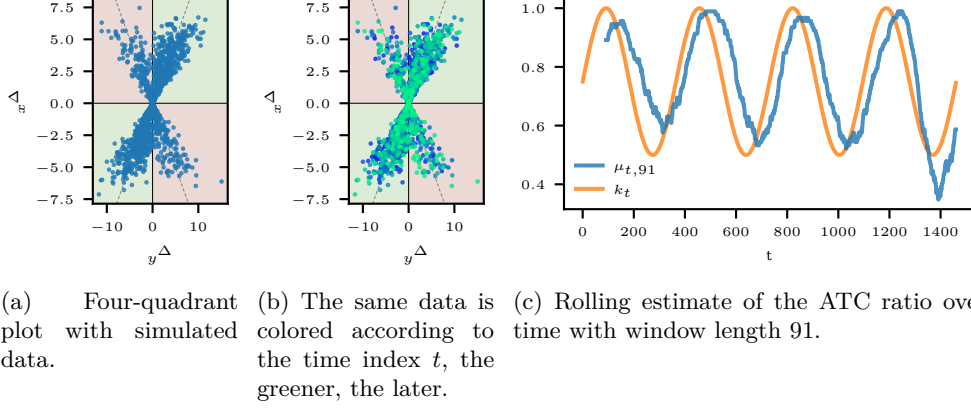 7.5
5.0
2.5
0.0
−2.5
−5.0
−7.5
x^Δ
−10 0 10
y^Δ
7.5
5.0
2.5
0.0
−2.5
−5.0
−7.5
x^Δ
−10 0 10
y^Δ
1.0
0.8
0.6
0.4
μ_{t,91}
k_t
0 200 400 600 800 1000 1200 1400
t
(a) Four-quadrant
plot with simulated
data.
(b) The same data is
colored according to
the time index t, the
greener, the later.
(c) Rolling estimate of the ATC ratio ove
time with window length 91.